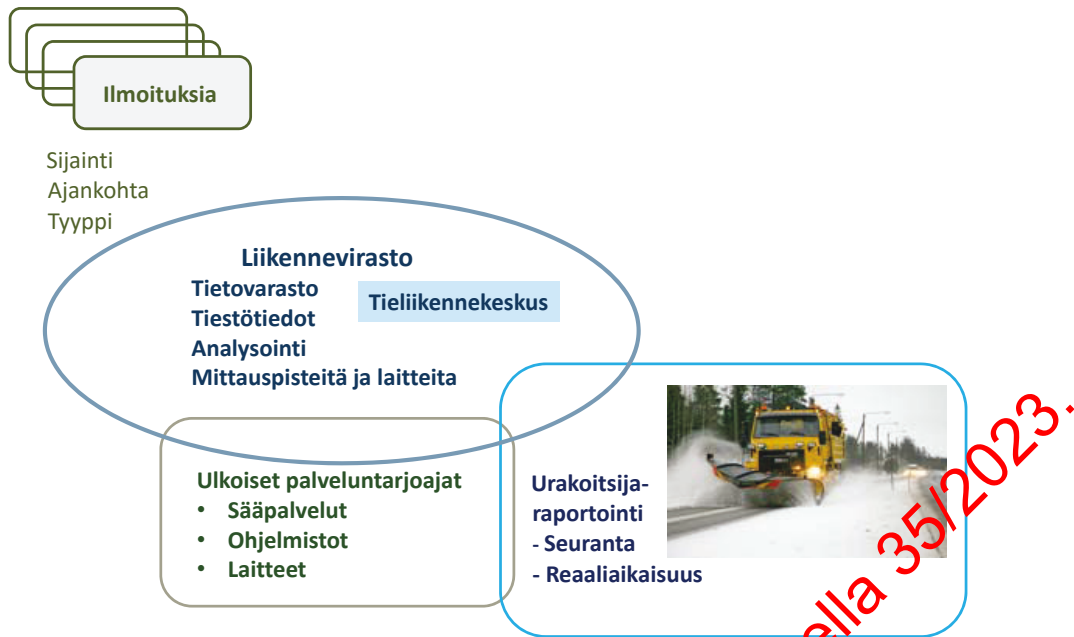 Ilmoituksia
Sijainti
Ajankohta
Tyyppi
Liikennevirasto
Tietovarasto
Tieliikennekeskus
Tiestötiedot
Analysointi
Mittauspisteitä ja laitteita
Ulkoiset palveluntarjoajat
• Sääpalvelut
• Ohjelmistot
• Laitteet
Urakoitsija-
raportointi
- Seuranta
- Reaaliaikaisuus
ella 35/2023.